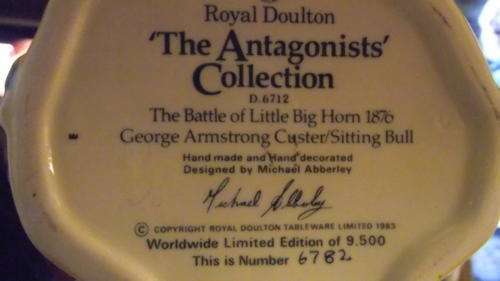 Royal Doulton
'The Antagonists'
Collection
D.6712
The Battle of Little Big Horn 1876
George Armstrong Custer/Sitting Bull
Hand made and Hand decorated
Designed by Michael Abberley
Michael Abberley
© COPYRIGHT ROYAL DOULTON TABLEWARE LIMITED 1983
Worldwide Limited Edition of 9.500
This is Number 6782